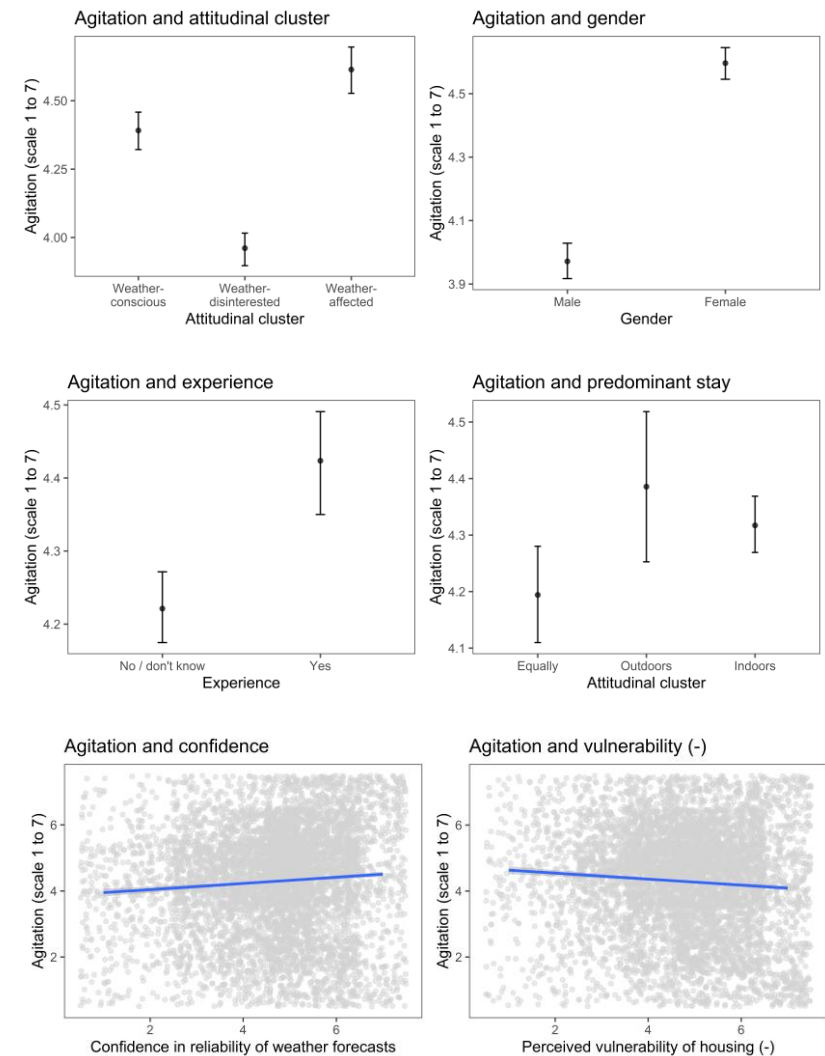 Agitation and attitudinal cluster
Agitation (scale 1 to 7)
4.50
4.25
4.00
Weather-
conscious
Weather-
disinterested
Weather-
affected
Attitudinal cluster
Agitation and gender
Agitation (scale 1 to 7)
4.5
4.3
4.1
3.9
Male
Female
Gender
Agitation and experience
Agitation (scale 1 to 7)
4.5
4.4
4.3
4.2
No / don't know
Yes
Experience
Agitation and predominant stay
Agitation (scale 1 to 7)
4.5
4.4
4.3
4.2
4.1
Equally
Outdoors
Indoors
Attitudinal cluster
Agitation and confidence
Agitation (scale 1 to 7)
6
4
2
2
4
6
Confidence in reliability of weather forecasts
Agitation and vulnerability (-)
Agitation (scale 1 to 7)
6
4
2
2
4
6
Perceived vulnerability of housing (-)